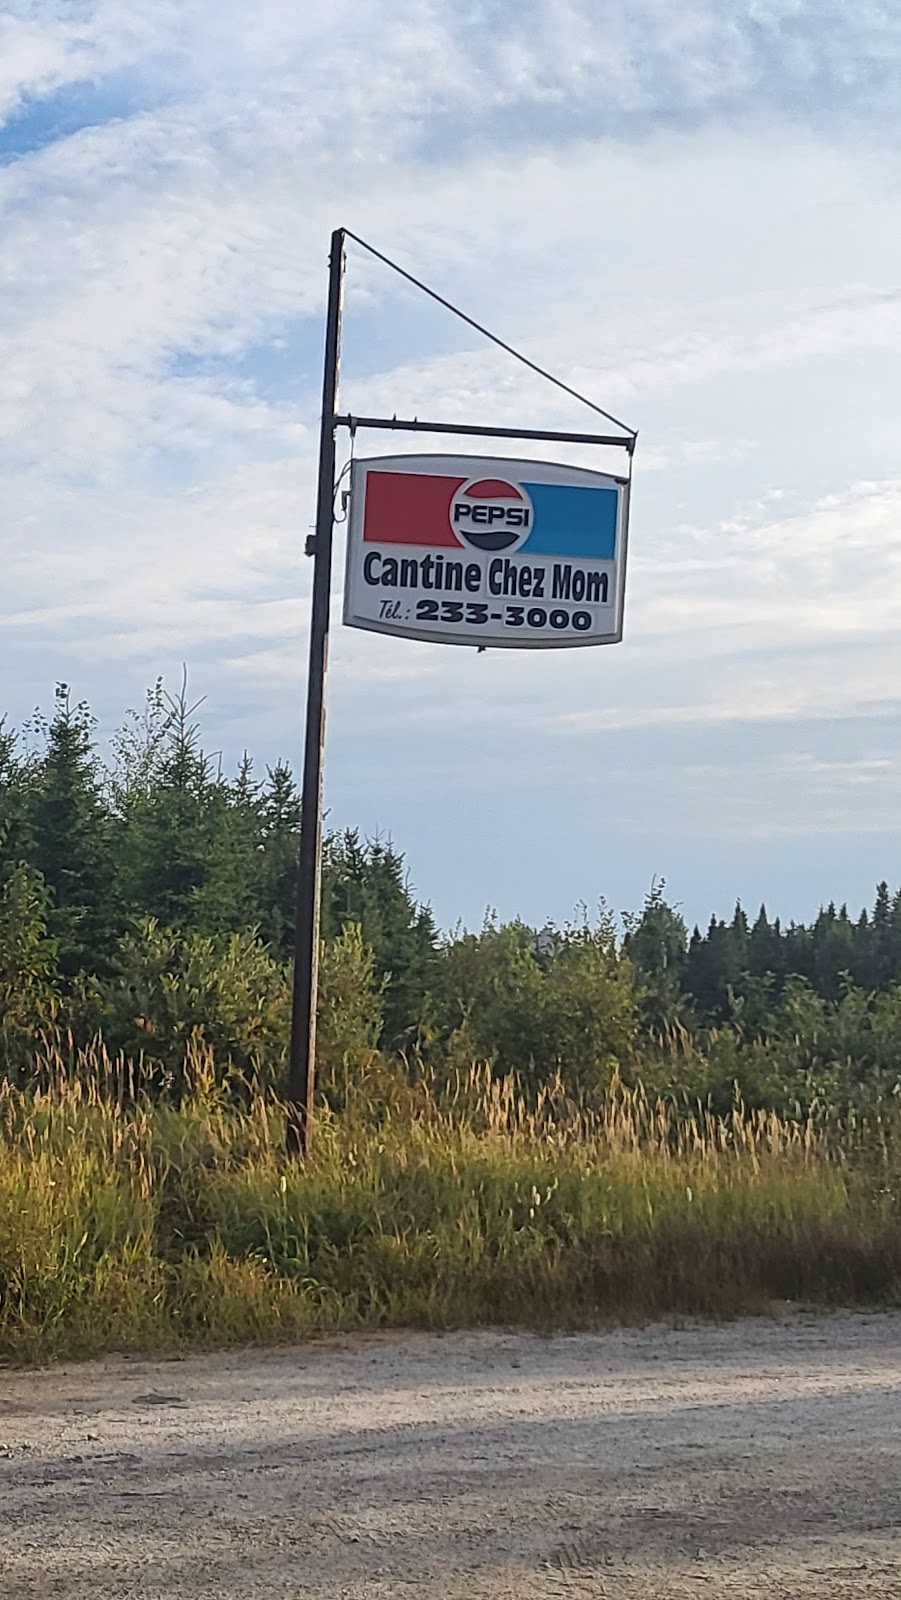 PEPSI
Cantine Chez Mom
Tél.: 233-3000